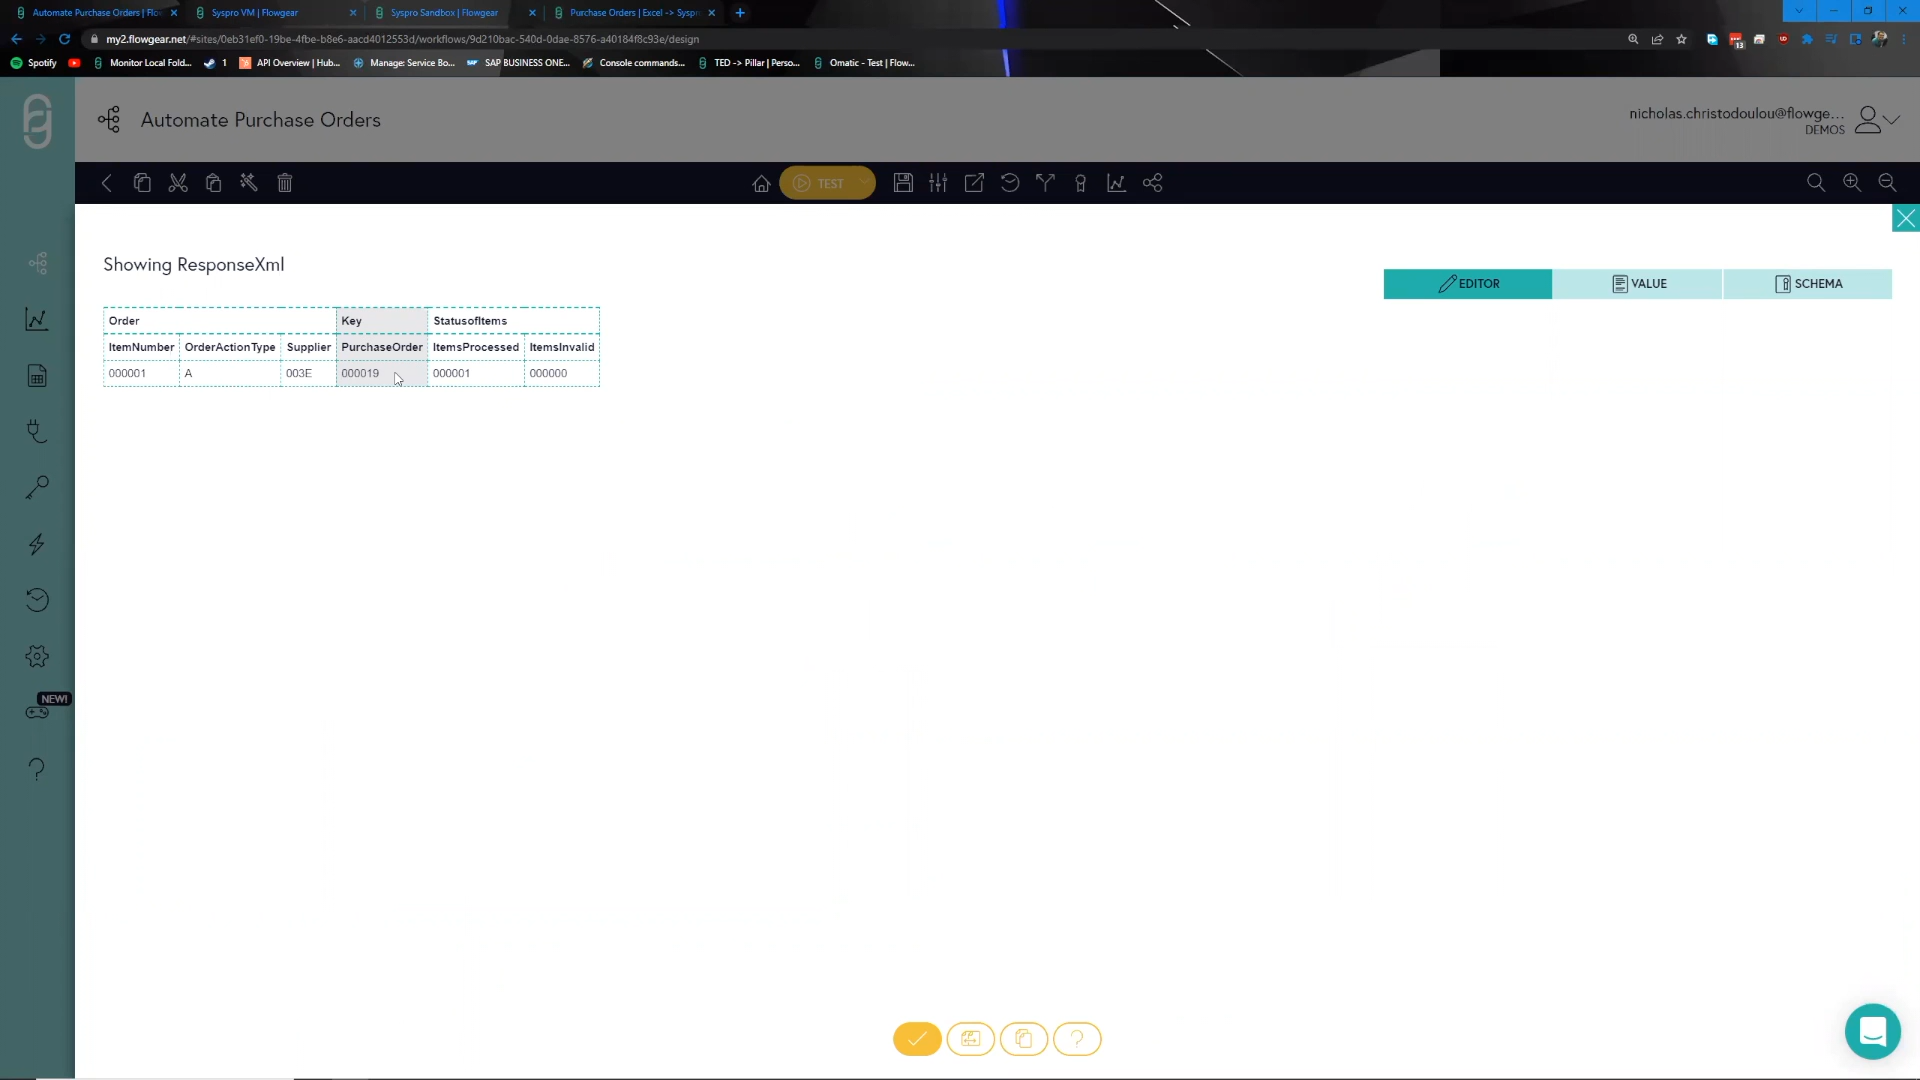 Automate Purchase Orders | Flo
Syspro VM | Flowgear
Syspro Sandbox | Flowgear
Purchase Orders | Excel -> Syspr
my2.flowgear.net/#sites/0eb31ef0-19be-4fbe-b8e6-aacd4012553d/workflows/9d210bac-540d-0dae-8576-a40184f8c93e/design
13
Spotify
Monitor Local Fold...
1
API Overview | Hub...
Manage: Service Bo...
SAP BUSINESS ONE...
Console commands...
TED -> Pillar | Perso...
Omatic - Test | Flow...
Automate Purchase Orders
nicholas.christodoulou@flowge...
DEMOS
TEST
Showing ResponseXml
EDITOR
VALUE
SCHEMA
Order Key StatusofItems
ItemNumber OrderActionType Supplier PurchaseOrder ItemsProcessed ItemsInvalid
000001 A 003E 000019 000001 000000
NEW!